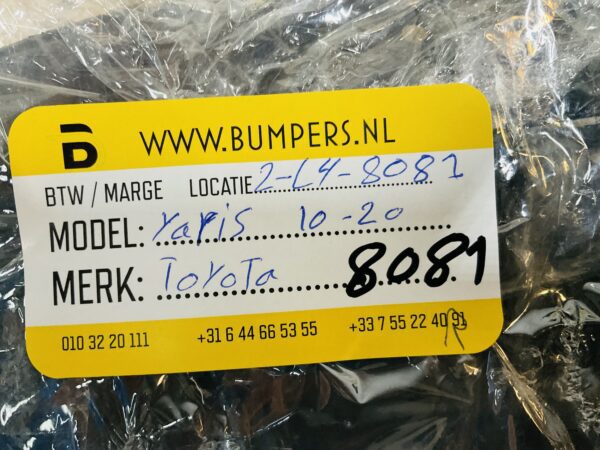 B WWW.BUMPERS.NL
BTW / MARGE LOCATIE 2-L4-8081
MODEL: Yaris 10-20
MERK: ToYoTa 8081
010 32 20 111 +31 6 44 66 53 55 +33 7 55 22 40 91